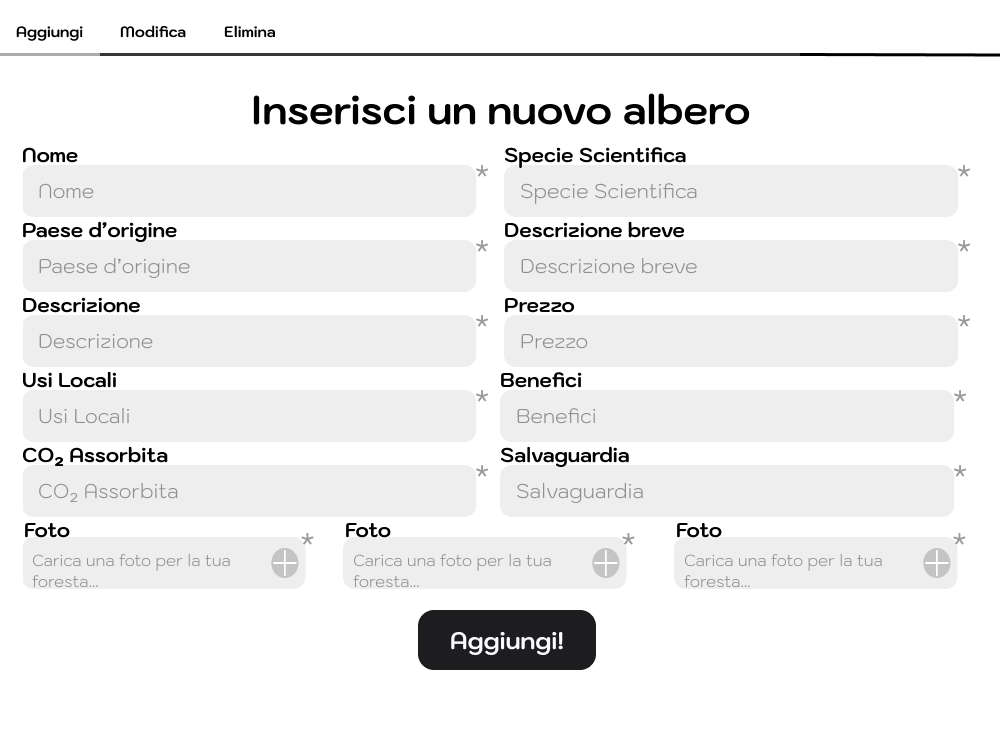 Aggiungi Modifica Elimina
Inserisci un nuovo albero
Nome * Specie Scientifica *
Nome Specie Scientifica
Paese d’origine * Descrizione breve *
Paese d’origine Descrizione breve
Descrizione * Prezzo *
Descrizione Prezzo
Usi Locali * Benefici *
Usi Locali Benefici
CO₂ Assorbita * Salvaguardia *
CO₂ Assorbita Salvaguardia
Foto * Foto * Foto *
Carica una foto per la tua Carica una foto per la tua Carica una foto per la tua
foresta... foresta... foresta...
Aggiungi!